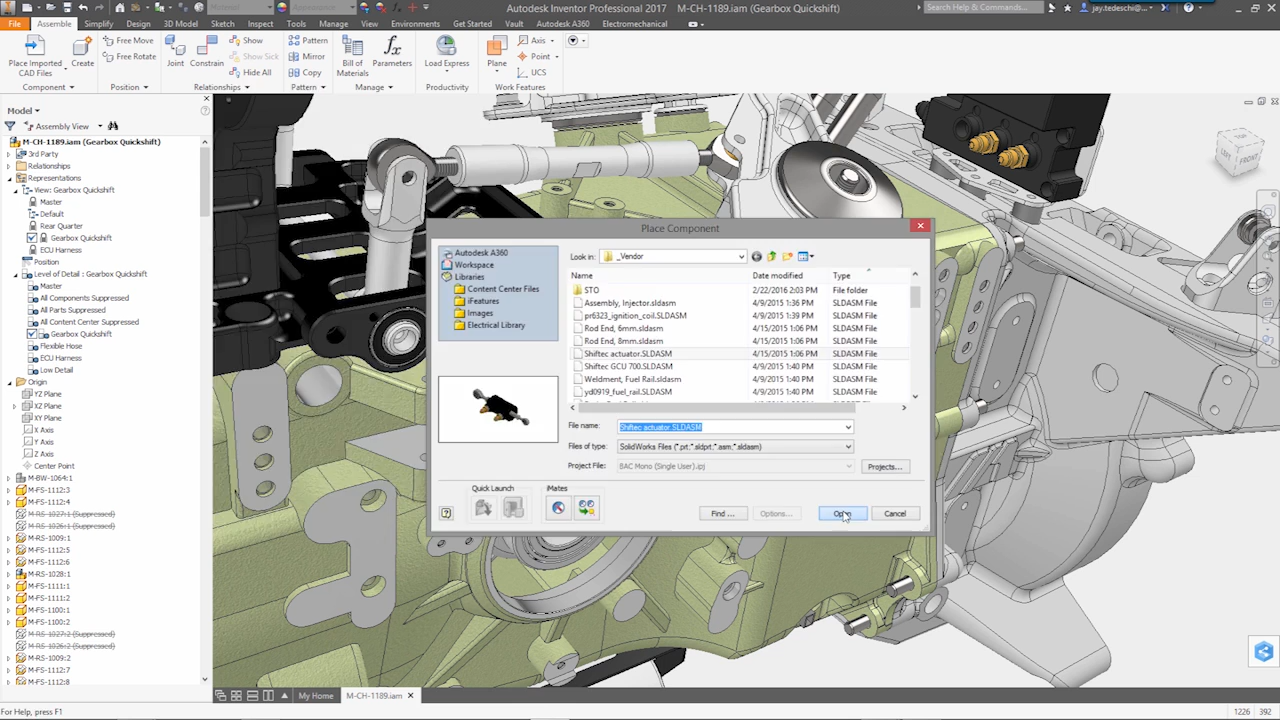 Material
Appearance
Autodesk Inventor Professional 2017   M-CH-1189.iam (Gearbox Quickshift)
Search Help & Commands...
jay.tedeschi@...
File Assemble Simplify Design 3D Model Sketch Inspect Tools Manage View Environments Get Started Vault Autodesk A360 Electromechanical
Place Imported
CAD Files
Create
Free Move
Free Rotate
Joint
Constrain
Show
Show Sick
Hide All
Pattern
Mirror
Copy
Bill of
Materials
Parameters
Load Express
Plane
Axis
Point
UCS
Component Position Relationships Pattern Manage Productivity Work Features
Model
Assembly View
M-CH-1189.iam (Gearbox Quickshift)
3rd Party
Relationships
Representations
View: Gearbox Quickshift
Master
Default
Rear Quarter
Gearbox Quickshift
ECU Harness
Position
Level of Detail : Gearbox Quickshift
Master
All Components Suppressed
All Parts Suppressed
All Content Center Suppressed
Gearbox Quickshift
Flexible Hose
ECU Harness
Low Detail
Origin
YZ Plane
XZ Plane
XY Plane
X Axis
Y Axis
Z Axis
Center Point
M-BW-1064:1
M-FS-1112:3
M-FS-1112:4
M-RS-1027:1 (Suppressed)
M-RS-1026:1 (Suppressed)
M-RS-1009:1
M-FS-1112:5
M-FS-1112:6
M-RS-1028:1
M-FS-1111:1
M-FS-1111:2
M-FS-1100:1
M-FS-1100:2
M-RS-1027:2 (Suppressed)
M-RS-1026:2 (Suppressed)
M-RS-1009:2
M-FS-1112:7
M-FS-1112:8
LEFT FRONT
Place Component
Autodesk A360
Workspace
Libraries
Content Center Files
iFeatures
Images
Electrical Library
Look in: _Vendor
Name Date modified Type
STO 2/22/2016 2:03 PM File folder
Assembly, Injector.sldasm 4/9/2015 1:36 PM SLDASM File
pr6323_ignition_coil.SLDASM 4/9/2015 1:39 PM SLDASM File
Rod End, 6mm.sldasm 4/15/2015 1:06 PM SLDASM File
Rod End, 8mm.sldasm 4/15/2015 1:06 PM SLDASM File
Shiftec actuator.SLDASM 4/15/2015 1:06 PM SLDASM File
Shiftec GCU 700.SLDASM 4/9/2015 1:40 PM SLDASM File
Weldment, Fuel Rail.sldasm 4/9/2015 1:40 PM SLDASM File
yd0919_fuel_rail.SLDASM 4/9/2015 1:40 PM SLDASM File
File name: Shiftec actuator.SLDASM
Files of type: SolidWorks Files (*.prt;*.sldprt;*.asm;*.sldasm)
Project File: BAC Mono (Single User).ipj
Projects...
Quick Launch iMates
Find ... Options... Open Cancel
My Home M-CH-1189.iam
For Help, press F1
1226 392